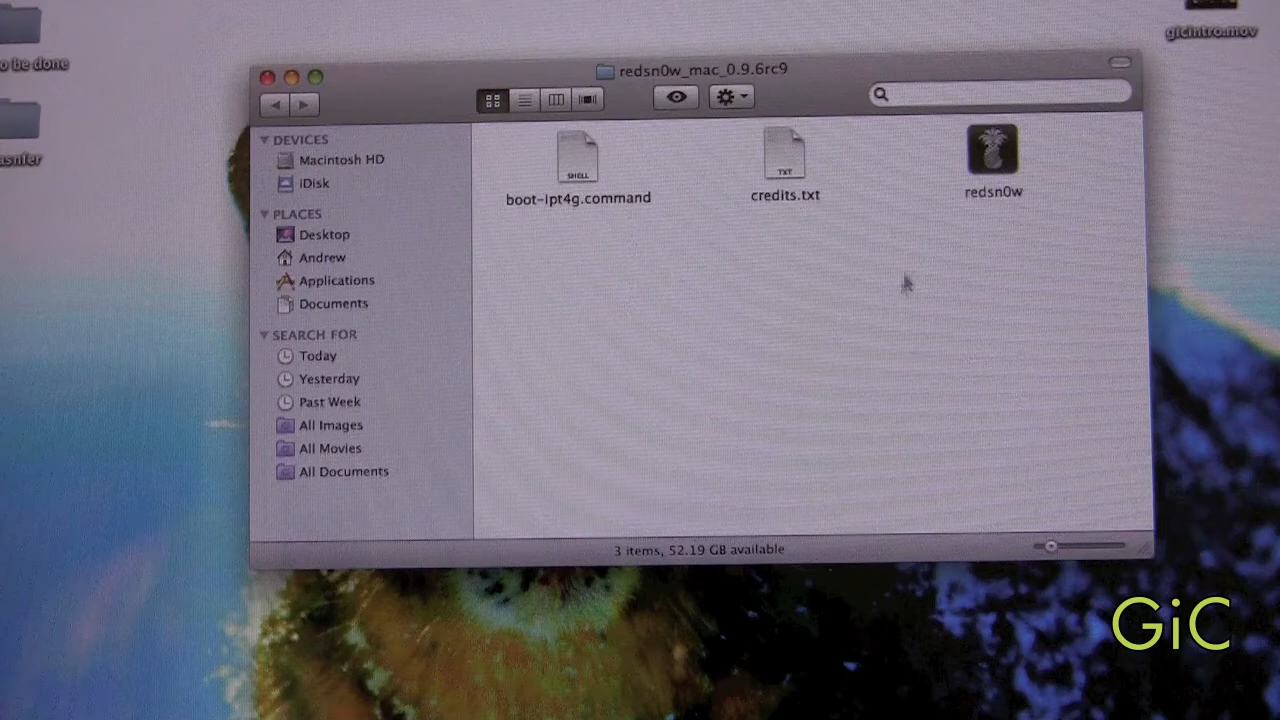 gicintro.mov
o be done
redsn0w_mac_0.9.6rc9
DEVICES
Macintosh HD
iDisk
PLACES
Desktop
Andrew
Applications
Documents
SEARCH FOR
Today
Yesterday
Past Week
All Images
All Movies
All Documents
SHELL
boot-ipt4g.command
TXT
credits.txt
redsn0w
asnfer
3 items, 52.19 GB available
GiC